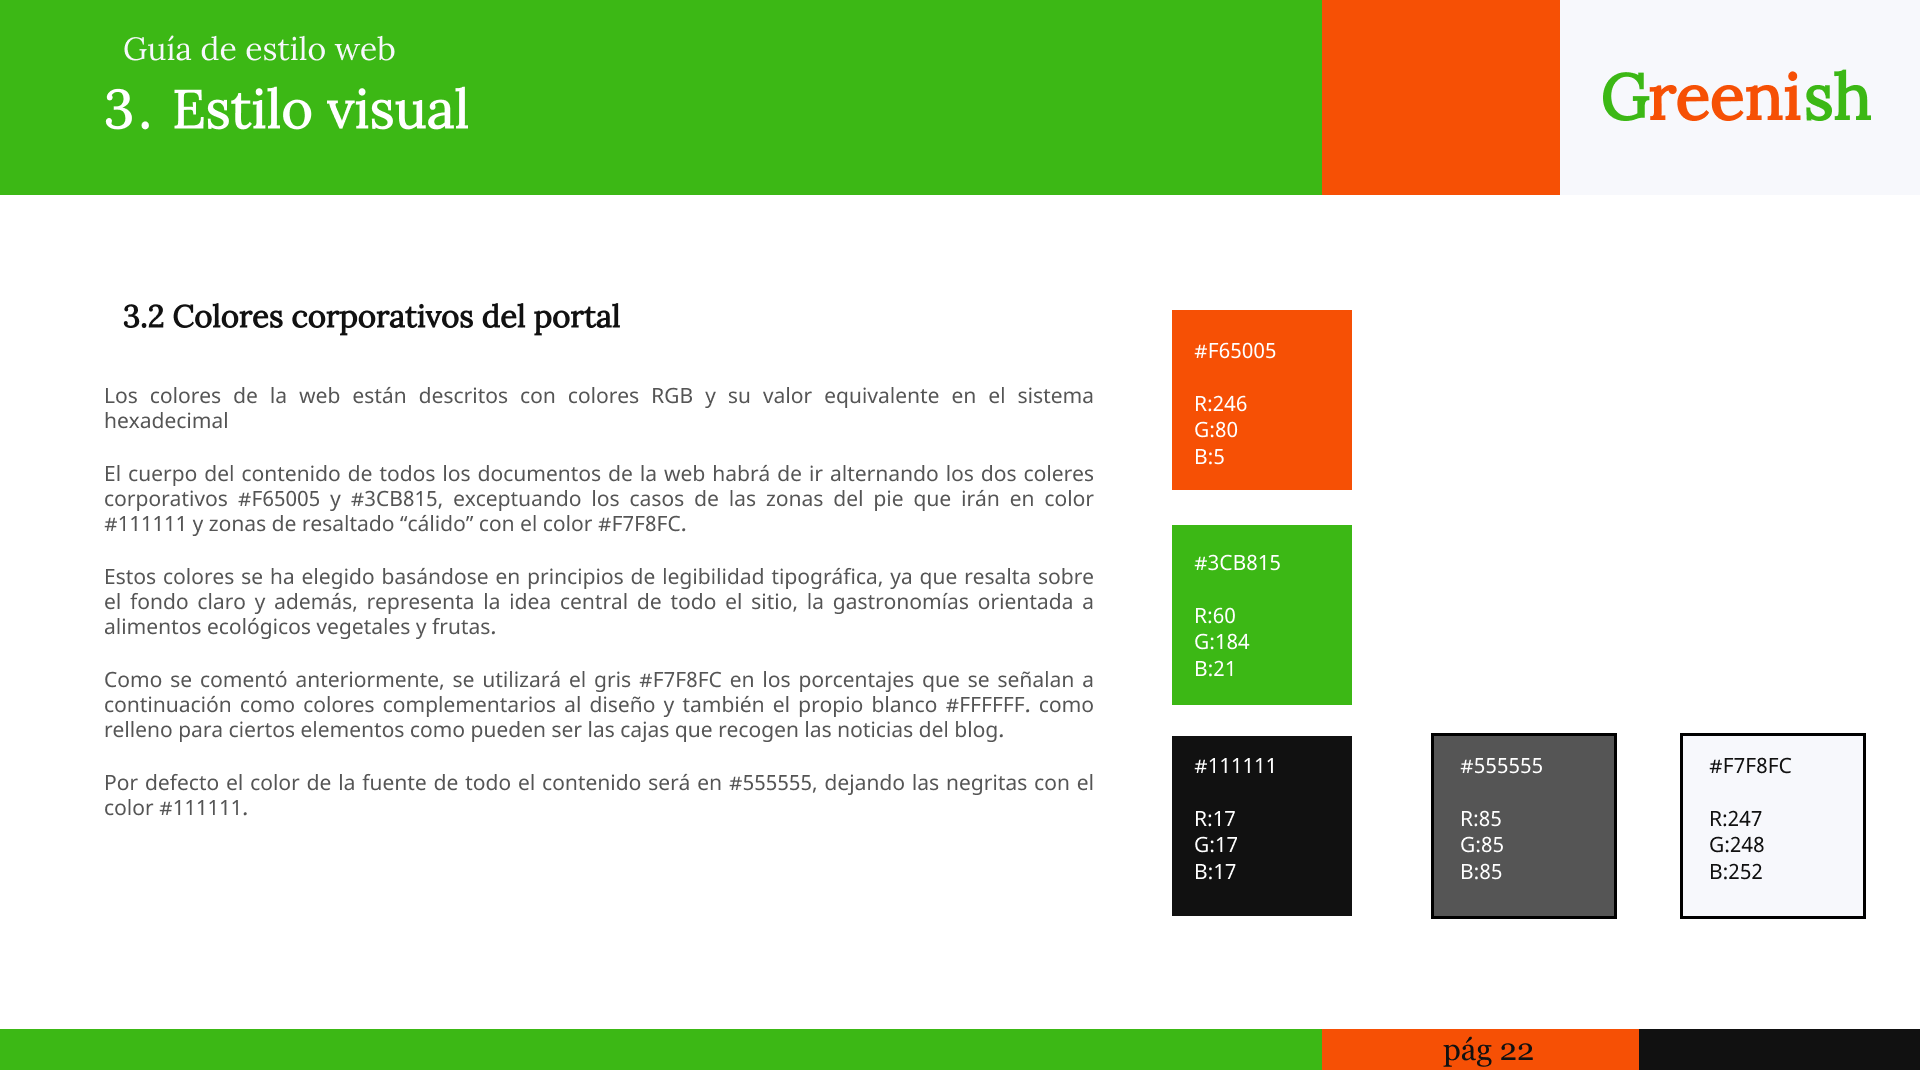 Guía de estilo web
3. Estilo visual
Greenish
3.2 Colores corporativos del portal
Los colores de la web están descritos con colores RGB y su valor equivalente en el sistema
hexadecimal
El cuerpo del contenido de todos los documentos de la web habrá de ir alternando los dos coleres
corporativos #F65005 y #3CB815, exceptuando los casos de las zonas del pie que irán en color
#111111 y zonas de resaltado “cálido” con el color #F7F8FC.
Estos colores se ha elegido basándose en principios de legibilidad tipográfica, ya que resalta sobre
el fondo claro y además, representa la idea central de todo el sitio, la gastronomías orientada a
alimentos ecológicos vegetales y frutas.
Como se comentó anteriormente, se utilizará el gris #F7F8FC en los porcentajes que se señalan a
continuación como colores complementarios al diseño y también el propio blanco #FFFFFF. como
relleno para ciertos elementos como pueden ser las cajas que recogen las noticias del blog.
Por defecto el color de la fuente de todo el contenido será en #555555, dejando las negritas con el
color #111111.
#F65005
R:246
G:80
B:5
#3CB815
R:60
G:184
B:21
#111111
R:17
G:17
B:17
#555555
R:85
G:85
B:85
#F7F8FC
R:247
G:248
B:252
pág 22